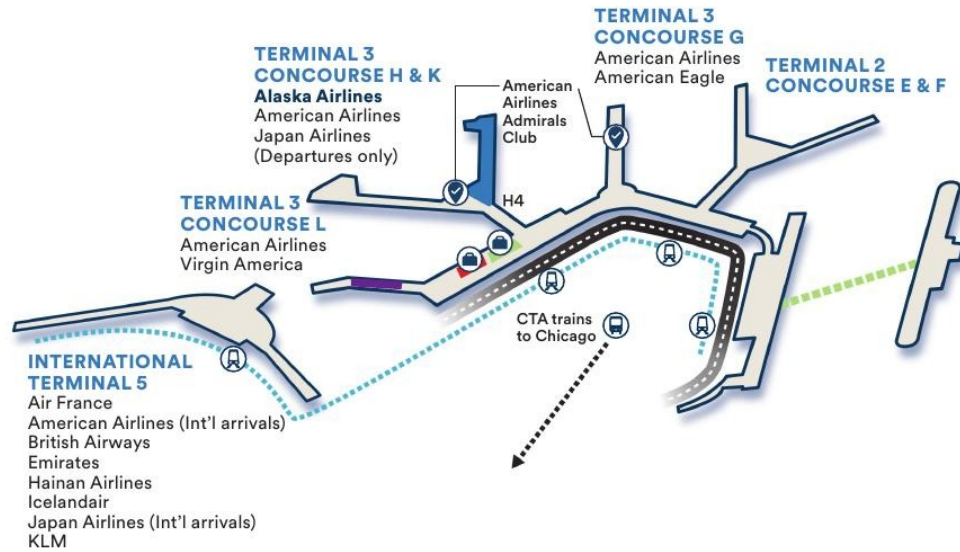 TERMINAL 3
CONCOURSE G
American Airlines
American Eagle
TERMINAL 3
CONCOURSE H & K
Alaska Airlines
American Airlines
Japan Airlines
(Departures only)
American
Airlines
Admirals
Club
TERMINAL 2
CONCOURSE E & F
H4
TERMINAL 3
CONCOURSE L
American Airlines
Virgin America
CTA trains
to Chicago
INTERNATIONAL
TERMINAL 5
Air France
American Airlines (Int'l arrivals)
British Airways
Emirates
Hainan Airlines
Icelandair
Japan Airlines (Int'l arrivals)
KLM